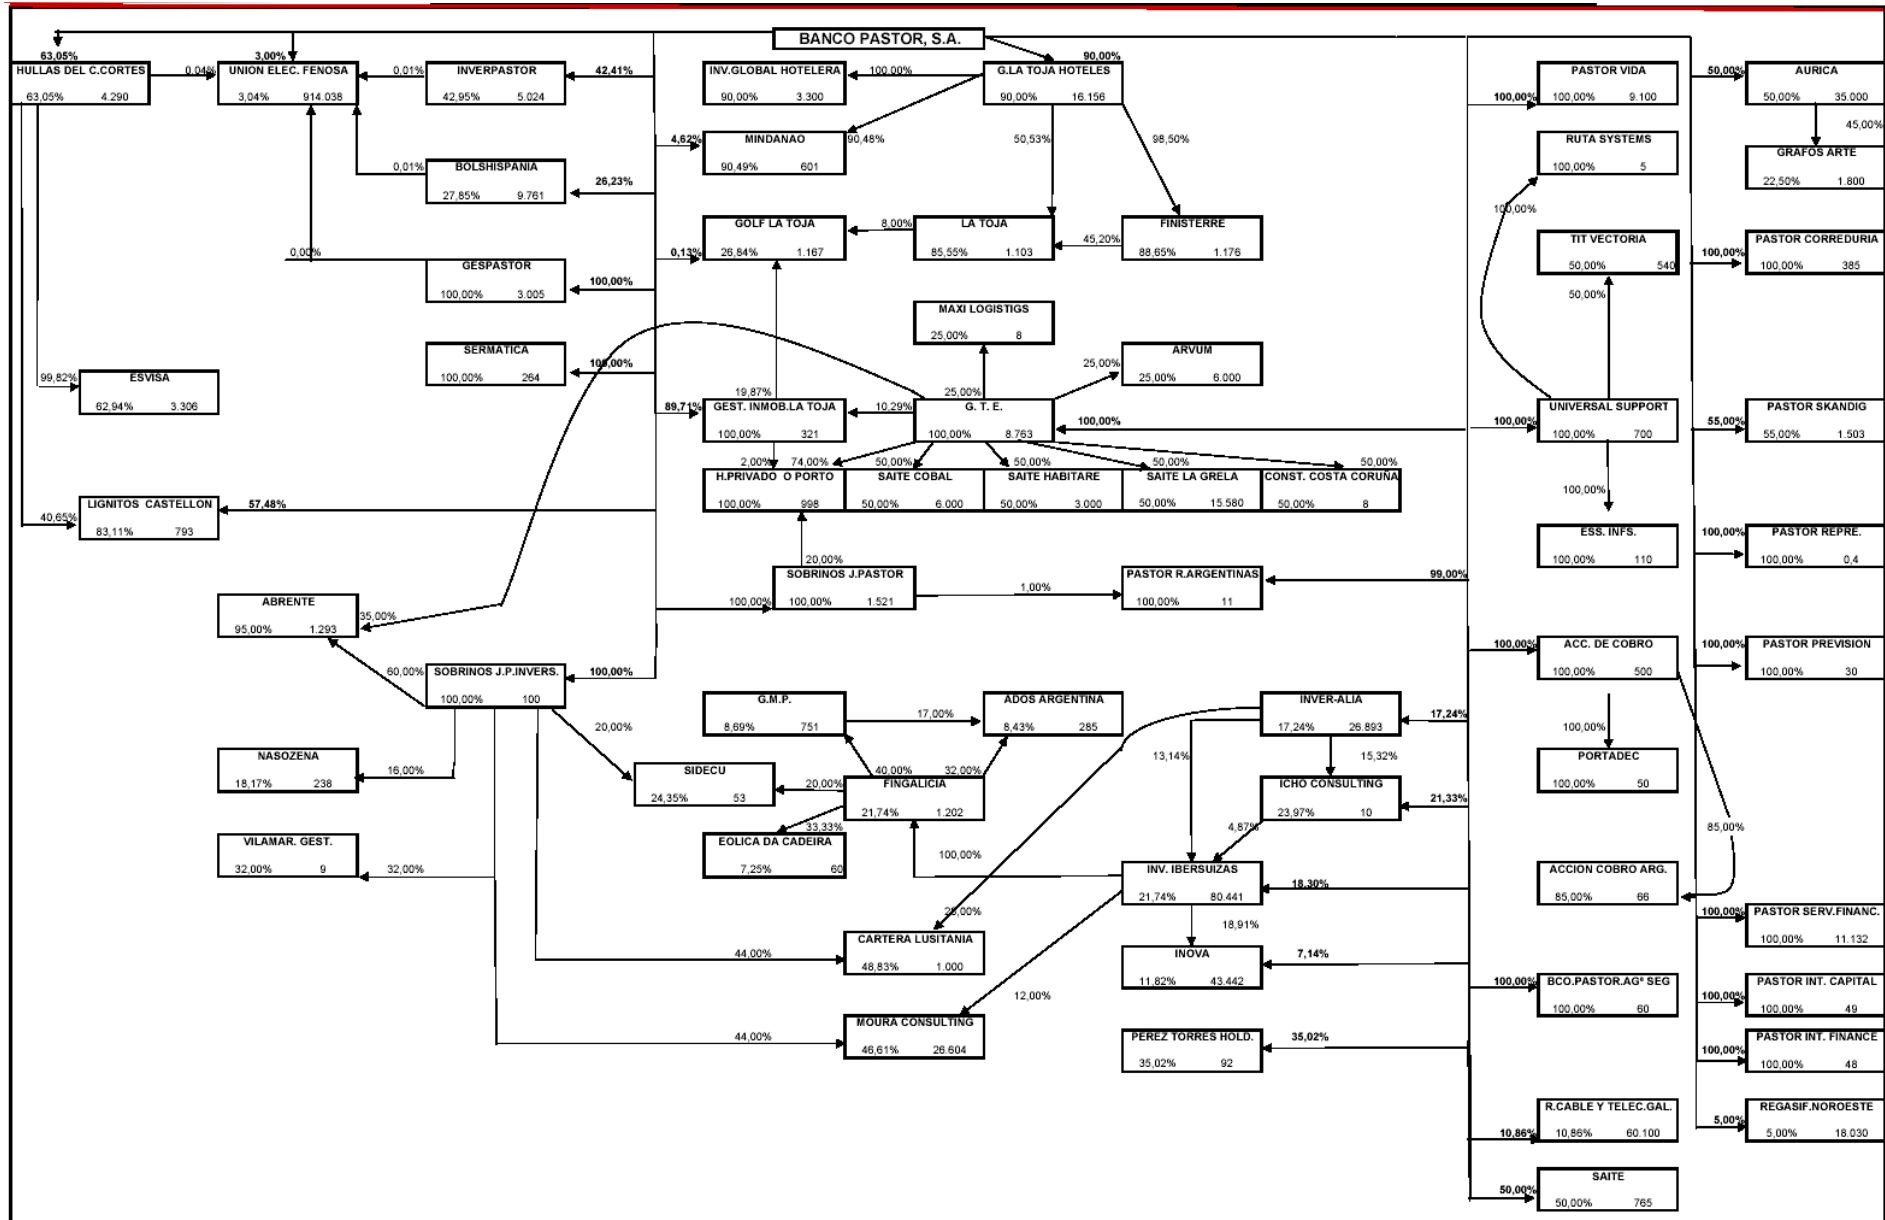 BANCO PASTOR, S.A.
63,05%
3,00%
90,00%
HULLAS DEL C.CORTES
63,05% 4.290
0,04%
UNION ELEC. FENOSA
3,04% 914.038
0,01%
INVERPASTOR
42,95% 5.024
42,41%
INV.GLOBAL HOTELERA
90,00% 3.300
100,00%
G.LA TOJA HOTELES
90,00% 16.156
100,00%
PASTOR VIDA
100,00% 9.100
50,00%
AURICA
50,00% 35.000
45,00%
4,62%
MINDANAO
90,49% 601
90,48%
50,53%
98,50%
RUTA SYSTEMS
100,00% 5
GRAFOS ARTE
22,50% 1.800
0,01%
BOLSHISPANIA
27,85% 9.761
26,23%
100,00%
0,13%
GOLF LA TOJA
26,84% 1.167
8,00%
LA TOJA
85,55% 1.103
45,20%
FINISTERRE
88,65% 1.176
TIT VECTORIA
50,00% 540
50,00%
100,00%
PASTOR CORREDURIA
100,00% 385
0,00%
GESPASTOR
100,00% 3.005
100,00%
MAXI LOGISTIGS
25,00% 8
SERMATICA
100,00% 264
100,00%
25,00%
25,00%
ARVUM
25,00% 6.000
99,82%
ESVISA
62,94% 3.306
19,87%
89,71%
GEST. INMOB.LA TOJA
100,00% 321
10,29%
G. T. E.
100,00% 8.763
100,00%
100,00%
UNIVERSAL SUPPORT
100,00% 700
55,00%
PASTOR SKANDIG
55,00% 1.503
2,00% 74,00% 50,00% 50,00% 50,00% 50,00%
H.PRIVADO O PORTO
100,00% 998
SAITE COBAL
50,00% 6.000
SAITE HABITARE
50,00% 3.000
SAITE LA GRELA
50,00% 15.580
CONST. COSTA CORUÑA
50,00% 8
100,00%
40,65%
LIGNITOS CASTELLON
83,11% 793
57,48%
ESS. INFS.
100,00% 110
100,00%
PASTOR REPRE.
100,00% 0,4
20,00%
100,00%
SOBRINOS J.PASTOR
100,00% 1.521
1,00%
PASTOR R.ARGENTINAS
100,00% 11
99,00%
ABRENTE
95,00% 1.293
35,00%
60,00%
SOBRINOS J.P.INVERS.
100,00% 100
100,00%
100,00%
ACC. DE COBRO
100,00% 500
100,00%
PASTOR PREVISION
100,00% 30
20,00%
G.M.P.
8,69% 751
17,00%
ADOS ARGENTINA
8,43% 285
INVER-ALIA
17,24% 26.893
17,24%
100,00%
13,14%
15,32%
NASOZENA
18,17% 238
16,00%
SIDECU
24,35% 53
20,00%
40,00% 32,00%
FINGALICIA
21,74% 1.202
ICHO CONSULTING
23,97% 10
21,33%
PORTADEC
100,00% 50
33,33%
4,87%
85,00%
VILAMAR. GEST.
32,00% 9
32,00%
EOLICA DA CADEIRA
7,25% 60
100,00%
INV. IBERSUIZAS
21,74% 80.441
18,30%
ACCION COBRO ARG.
85,00% 66
18,91%
100,00%
PASTOR SERV.FINANC.
100,00% 11.132
44,00%
CARTERA LUSITANIA
48,83% 1.000
INOVA
11,82% 43.442
7,14%
100,00%
BCO.PASTOR.AGª SEG
100,00% 60
100,00%
PASTOR INT. CAPITAL
100,00% 49
12,00%
44,00%
MOURA CONSULTING
46,61% 26.604
PEREZ TORRES HOLD.
35,02% 92
35,02%
100,00%
PASTOR INT. FINANCE
100,00% 48
10,86%
R.CABLE Y TELEC.GAL.
10,86% 60.100
5,00%
REGASIF.NOROESTE
5,00% 18.030
50,00%
SAITE
50,00% 765